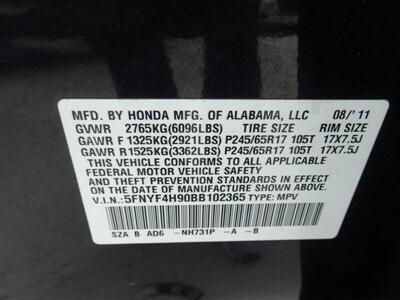 MFD. BY HONDA MFG. OF ALABAMA, LLC 08/'11
GVWR 2765KG(6096LBS) TIRE SIZE RIM SIZE
GAWR F 1325KG(2921LBS) P245/65R17 105T 17X7.5J
GAWR R 1525KG(3362LBS) P245/65R17 105T 17X7.5J
THIS VEHICLE CONFORMS TO ALL APPLICABLE
FEDERAL MOTOR VEHICLE SAFETY AND THEFT
PREVENTION STANDARDS IN EFFECT ON THE DATE
OF MANUFACTURE SHOWN ABOVE.
V.I.N.:5FNYF4H90BB102365 TYPE: MPV
SZA B AD6 -NH731P -A -B